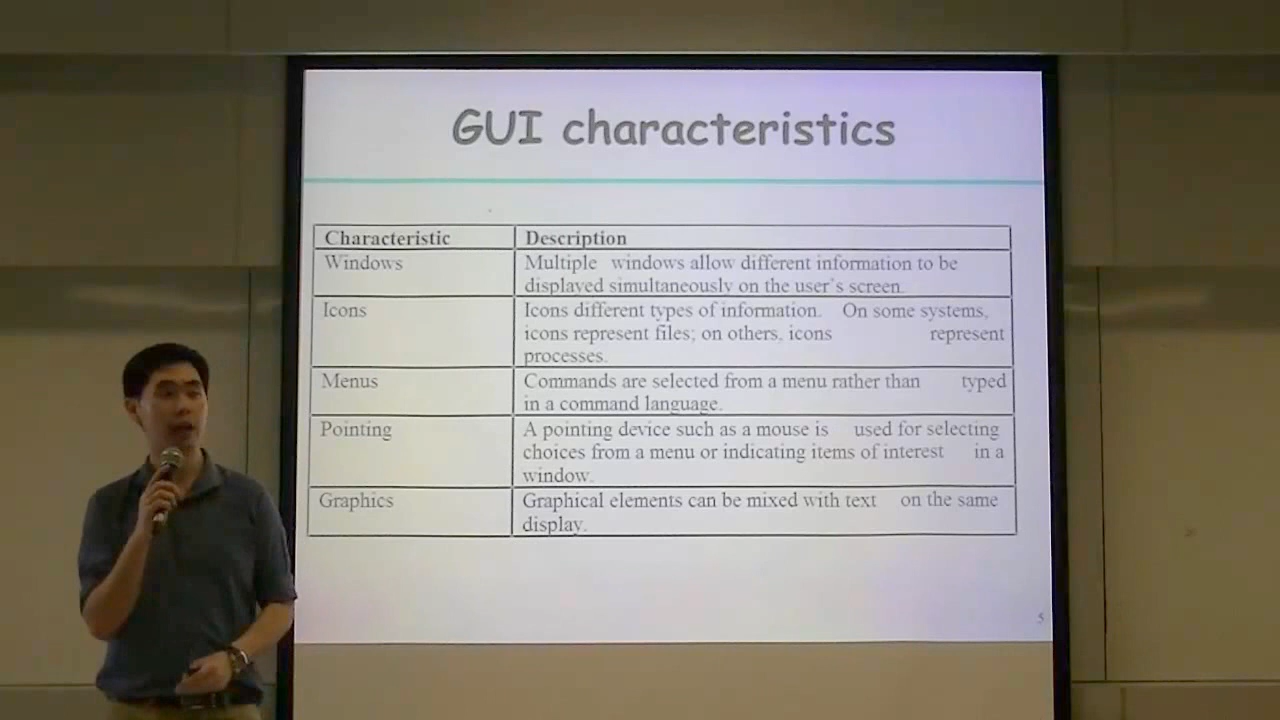 GUI characteristics
Characteristic Description
Windows Multiple windows allow different information to be
displayed simultaneously on the user's screen.
Icons Icons different types of information. On some systems,
icons represent files; on others, icons represent
processes.
Menus Commands are selected from a menu rather than typed
in a command language.
Pointing A pointing device such as a mouse is used for selecting
choices from a menu or indicating items of interest in a
window.
Graphics Graphical elements can be mixed with text on the same
display.
5